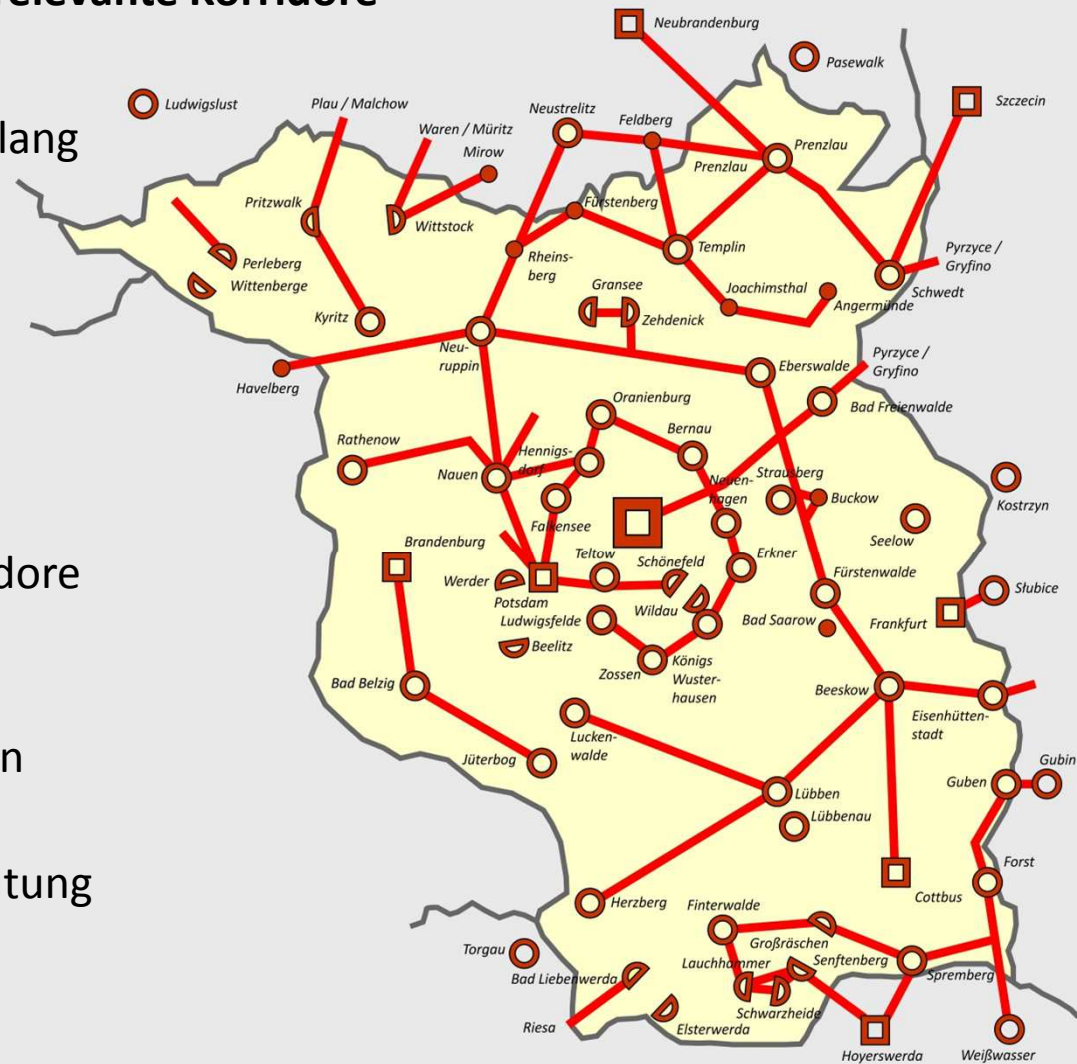 relevante Korridore
lang
dore
n
tung
Neubrandenburg
Pasewalk
Ludwigslust
Plau / Malchow
Neustrelitz
Feldberg
Szczecin
Waren / Müritz
Mirow
Prenzlau
Prenzlau
Pritzwalk
Wittstock
Fürstenberg
Templin
Perleberg
Wittenberge
Rheins-
berg
Pyrzyce /
Gryfino
Gransee
Joachimsthal
Schwedt
Angermünde
Kyritz
Zehdenick
Neu-
ruppin
Havelberg
Eberswalde
Pyrzyce /
Gryfino
Oranienburg
Bad Freienwalde
Rathenow
Bernau
Hennigs-
dorf
Nauen
Strausberg
Neuen-
hagen
Buckow
Kostrzyn
Falkensee
Seelow
Brandenburg
Teltow
Schönefeld
Erkner
Fürstenwalde
Werder
Potsdam
Słubice
Wildau
Ludwigsfelde
Bad Saarow
Frankfurt
Beelitz
Zossen
Königs
Wuster-
hausen
Bad Belzig
Beeskow
Eisenhütten-
stadt
Lucken-
walde
Jüterbog
Gubin
Guben
Lübben
Lübbenau
Forst
Cottbus
Herzberg
Finterwalde
Großräschen
Torgau
Lauchhammer
Senftenberg
Bad Liebenwerda
Spremberg
Schwarzheide
Riesa
Elsterwerda
Hoyerswerda
Weißwasser